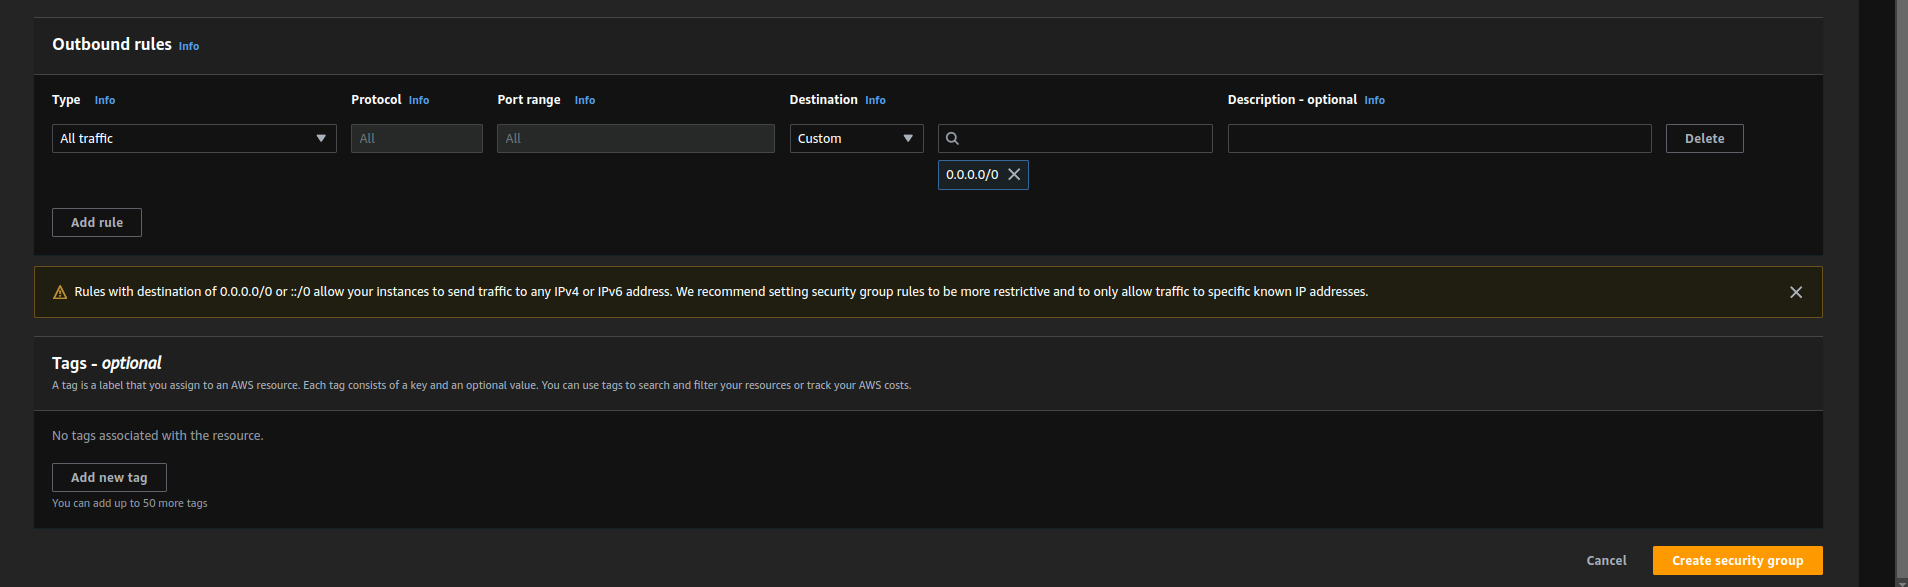 Outbound rules Info
Type Info Protocol Info Port range Info Destination Info Description - optional Info
All traffic All All Custom Delete
0.0.0.0/0
Add rule
Rules with destination of 0.0.0.0/0 or ::/0 allow your instances to send traffic to any IPv4 or IPv6 address. We recommend setting security group rules to be more restrictive and to only allow traffic to specific known IP addresses.
Tags - optional
A tag is a label that you assign to an AWS resource. Each tag consists of a key and an optional value. You can use tags to search and filter your resources or track your AWS costs.
No tags associated with the resource.
Add new tag
You can add up to 50 more tags
Cancel Create security group